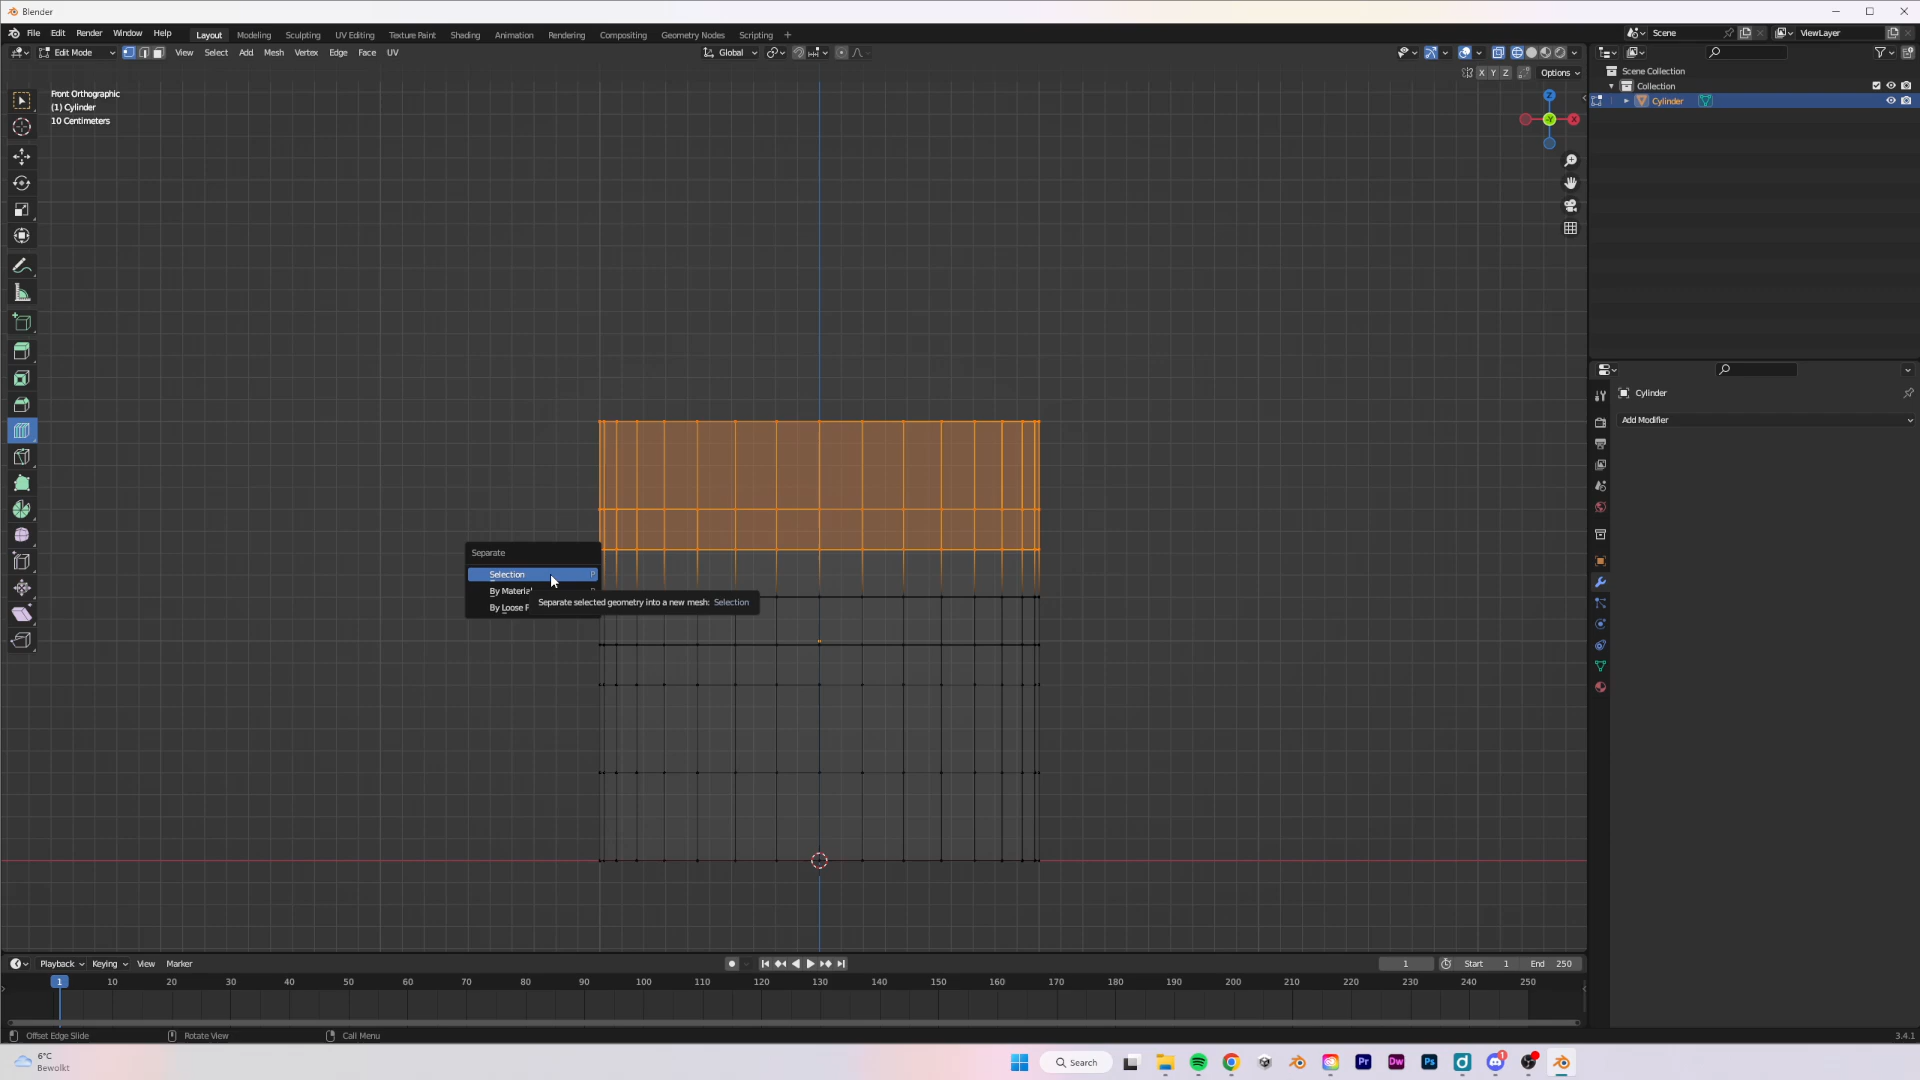 Blender
File Edit Render Window Help
Layout Modeling Sculpting UV Editing Texture Paint Shading Animation Rendering Compositing Geometry Nodes Scripting +
Scene
ViewLayer
Edit Mode View Select Add Mesh Vertex Edge Face UV
Global
X Y Z Options
Front Orthographic
(1) Cylinder
10 Centimeters
Z
Y
X
Scene Collection
Collection
Cylinder
Cylinder
Add Modifier
Separate
Selection P
By Materia
By Loose P
Separate selected geometry into a new mesh: Selection
Playback Keying View Marker
1 Start 1 End 250
1 10 20 30 40 50 60 70 80 90 100 110 120 130 140 150 160 170 180 190 200 210 220 230 240 250
Offset Edge Slide Rotate View Call Menu
3.4.1
6°C
Bewolkt
Search
Pr Dw Ps
1